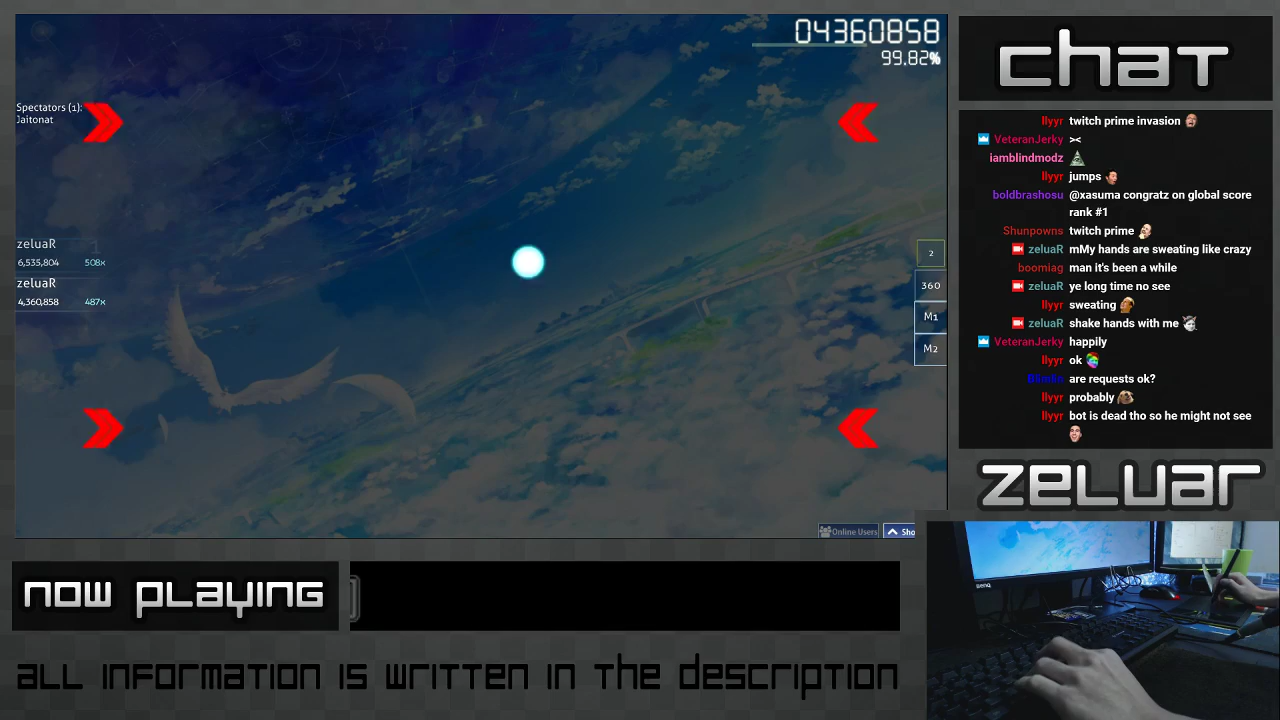 04360858
99.82%
Spectators (1):
Jaitonat
zeluaR
6,535,804 508x
zeluaR
4,360,858 487x
2
360
M1
M2
Online Users
Sho
chat
llyyr twitch prime invasion
VeteranJerky
iamblindmodz
llyyr jumps
boldbrashosu @xasuma congratz on global score
rank #1
Shunpowns twitch prime
zeluaR mMy hands are sweating like crazy
boomiag man it's been a while
zeluaR ye long time no see
llyyr sweating
zeluaR shake hands with me
VeteranJerky happily
llyyr ok
are requests ok?
llyyr probably
llyyr bot is dead tho so he might not see
zeluar
BenQ
now playing
all information is written in the description